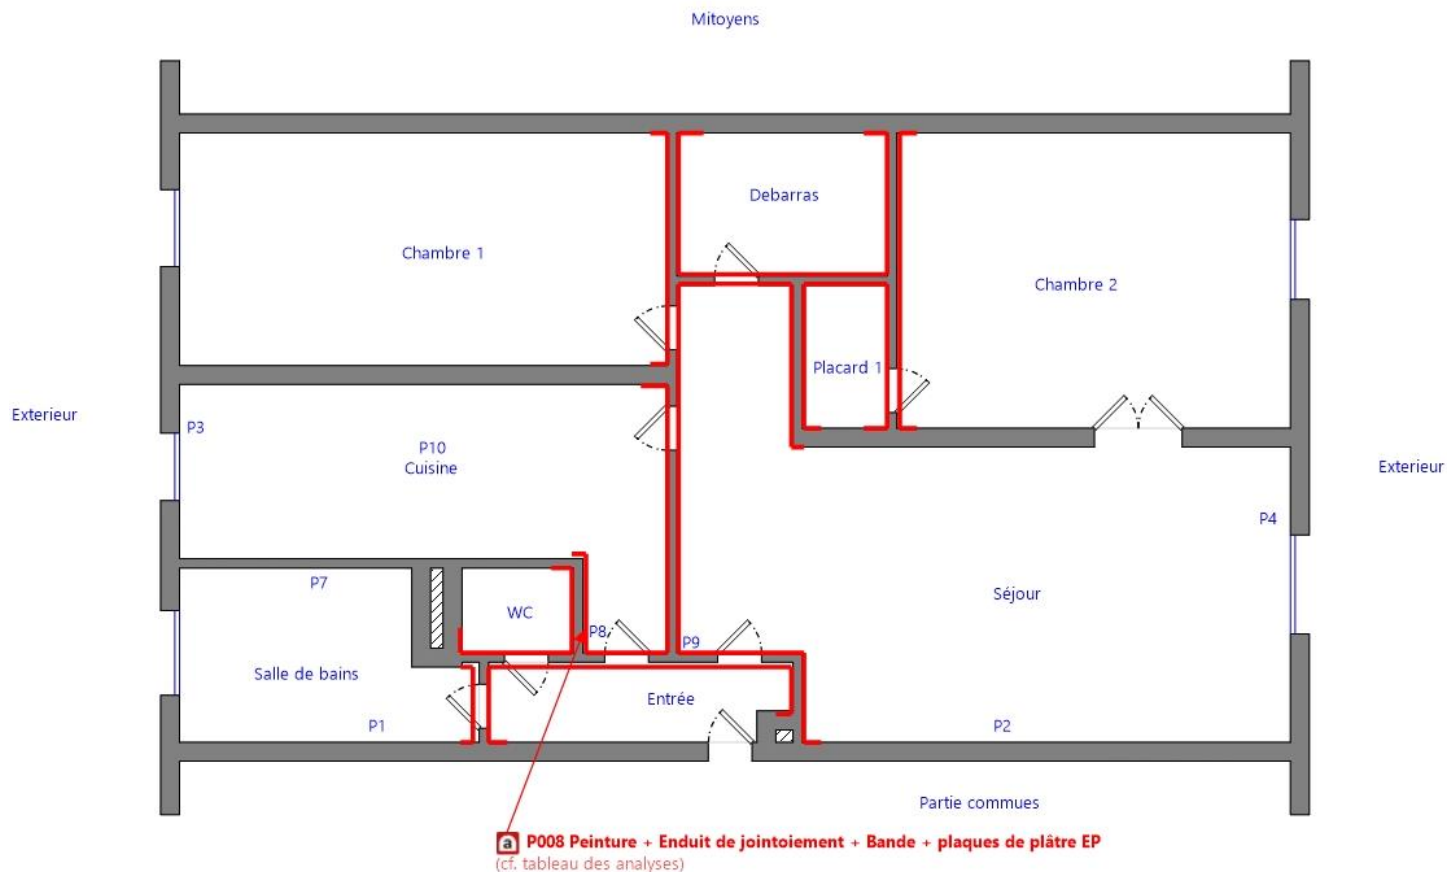 Mitoyens
Debarras
Chambre 1
Chambre 2
Placard 1
Exterieur
P3
P10
Cuisine
Exterieur
P4
P7
Séjour
WC
P8
P9
Salle de bains
Entrée
P1
P2
Partie communes
a P008 Peinture + Enduit de jointoiement + Bande + plaques de plâtre EP
(cf. tableau des analyses)